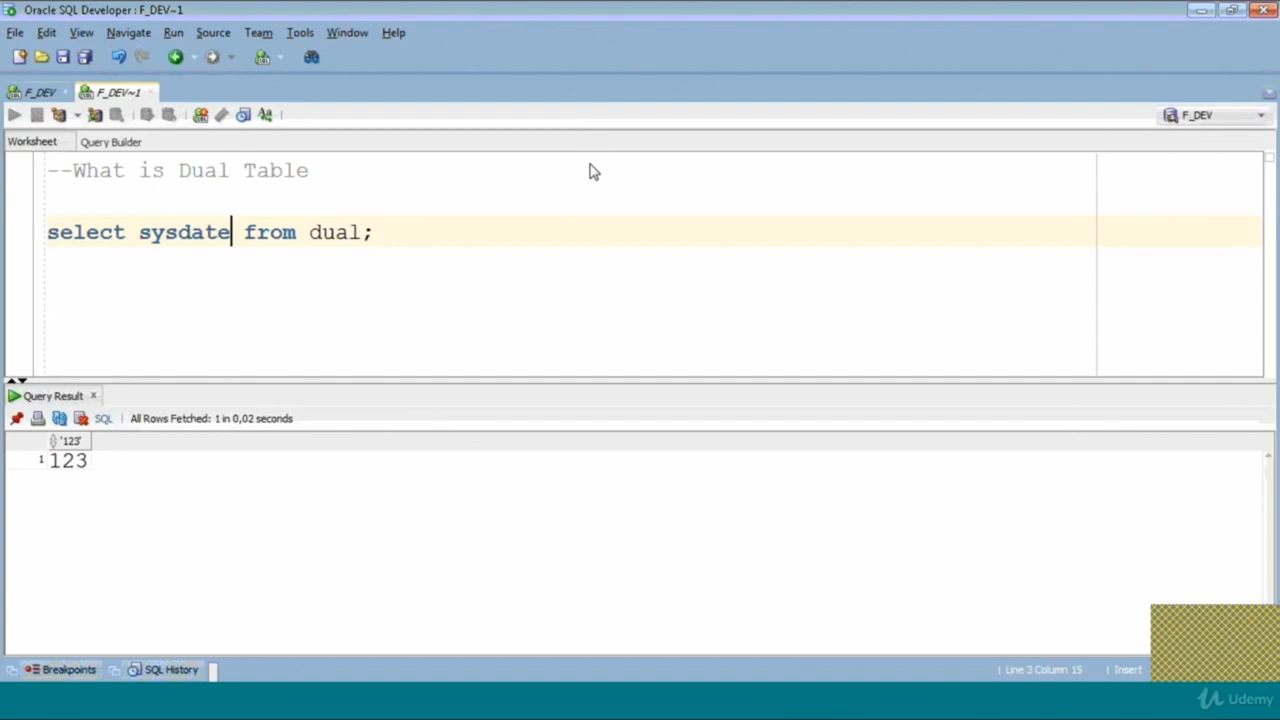 Oracle SQL Developer : F_DEV~1
File Edit View Navigate Run Source Team Tools Window Help
F_DEV F_DEV~1
F_DEV
Worksheet Query Builder
--What is Dual Table
select sysdate from dual;
Query Result
SQL All Rows Fetched: 1 in 0,02 seconds
'123'
1 123
Breakpoints SQL History Line 3 Column 15 Insert
Udemy